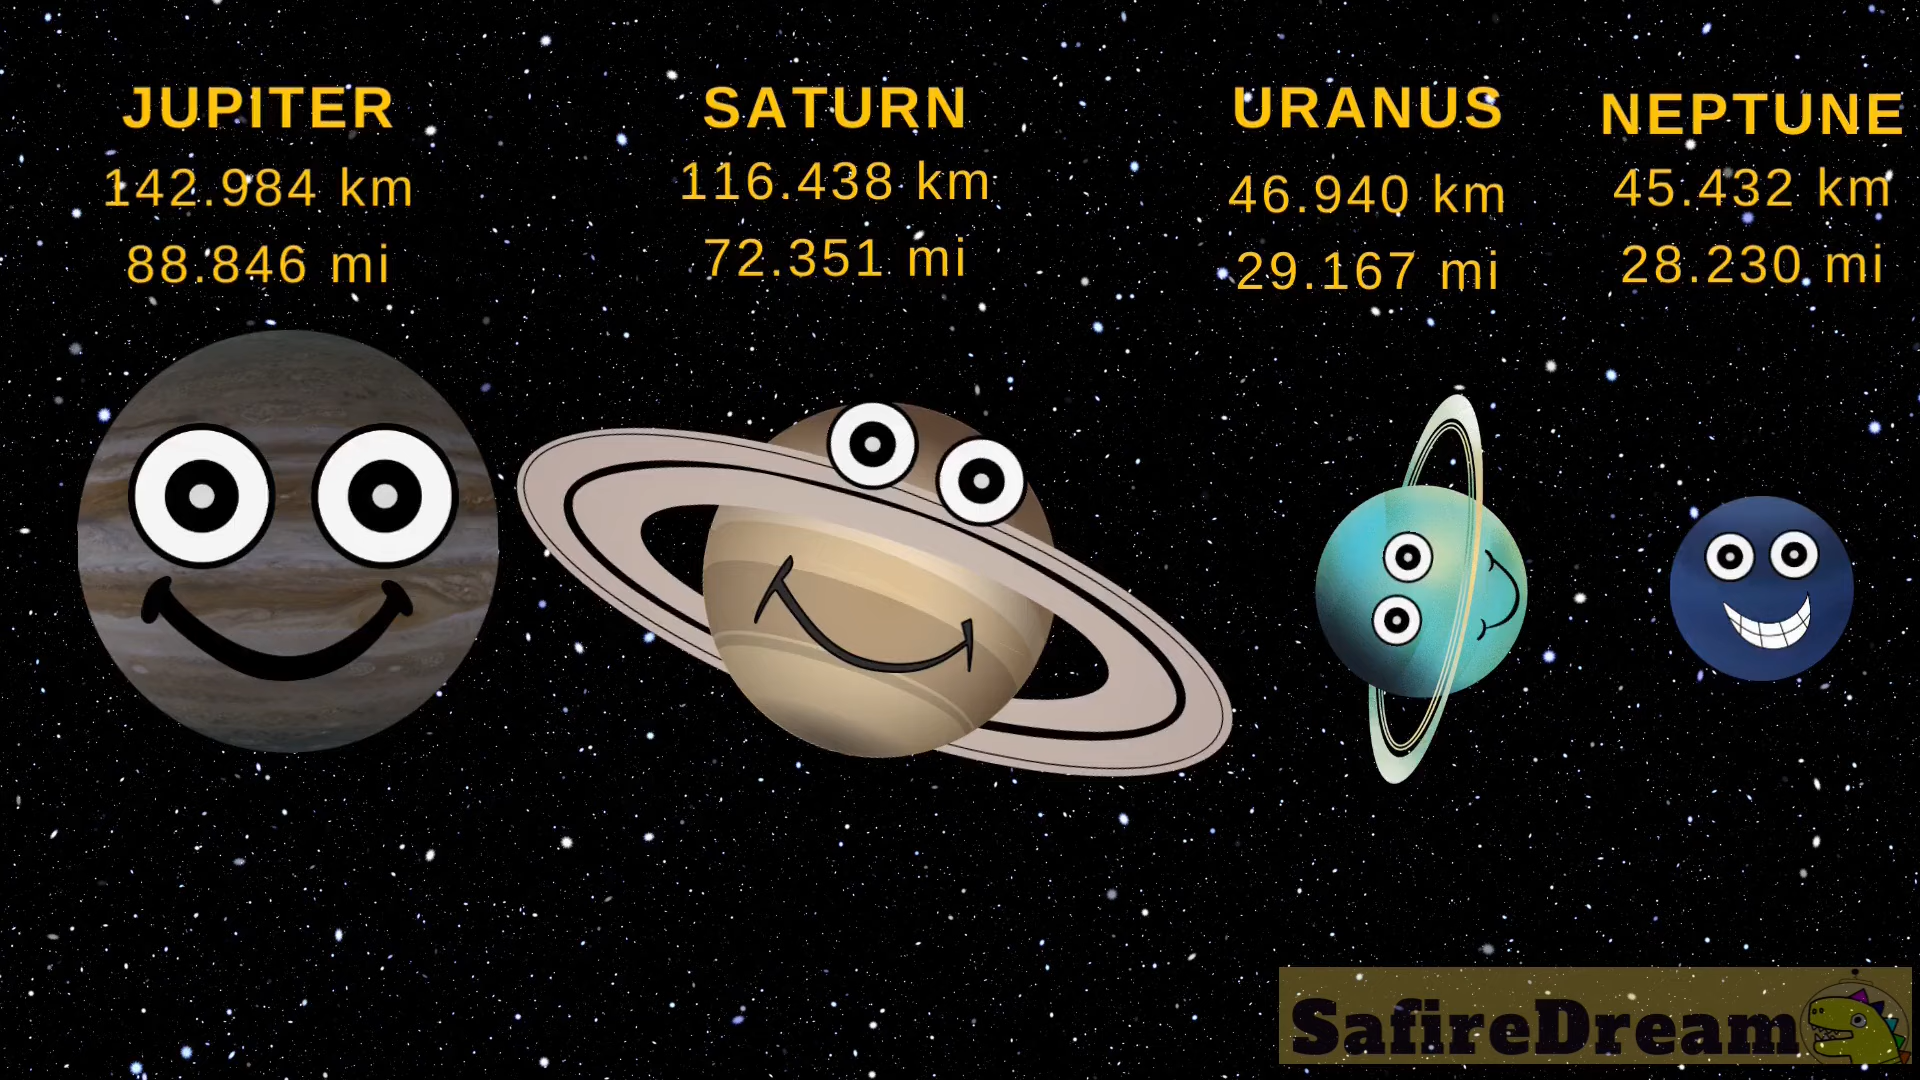 JUPITER
142.984 km
88.846 mi
SATURN
116.438 km
72.351 mi
URANUS
46.940 km
29.167 mi
NEPTUNE
45.432 km
28.230 mi
SafireDream